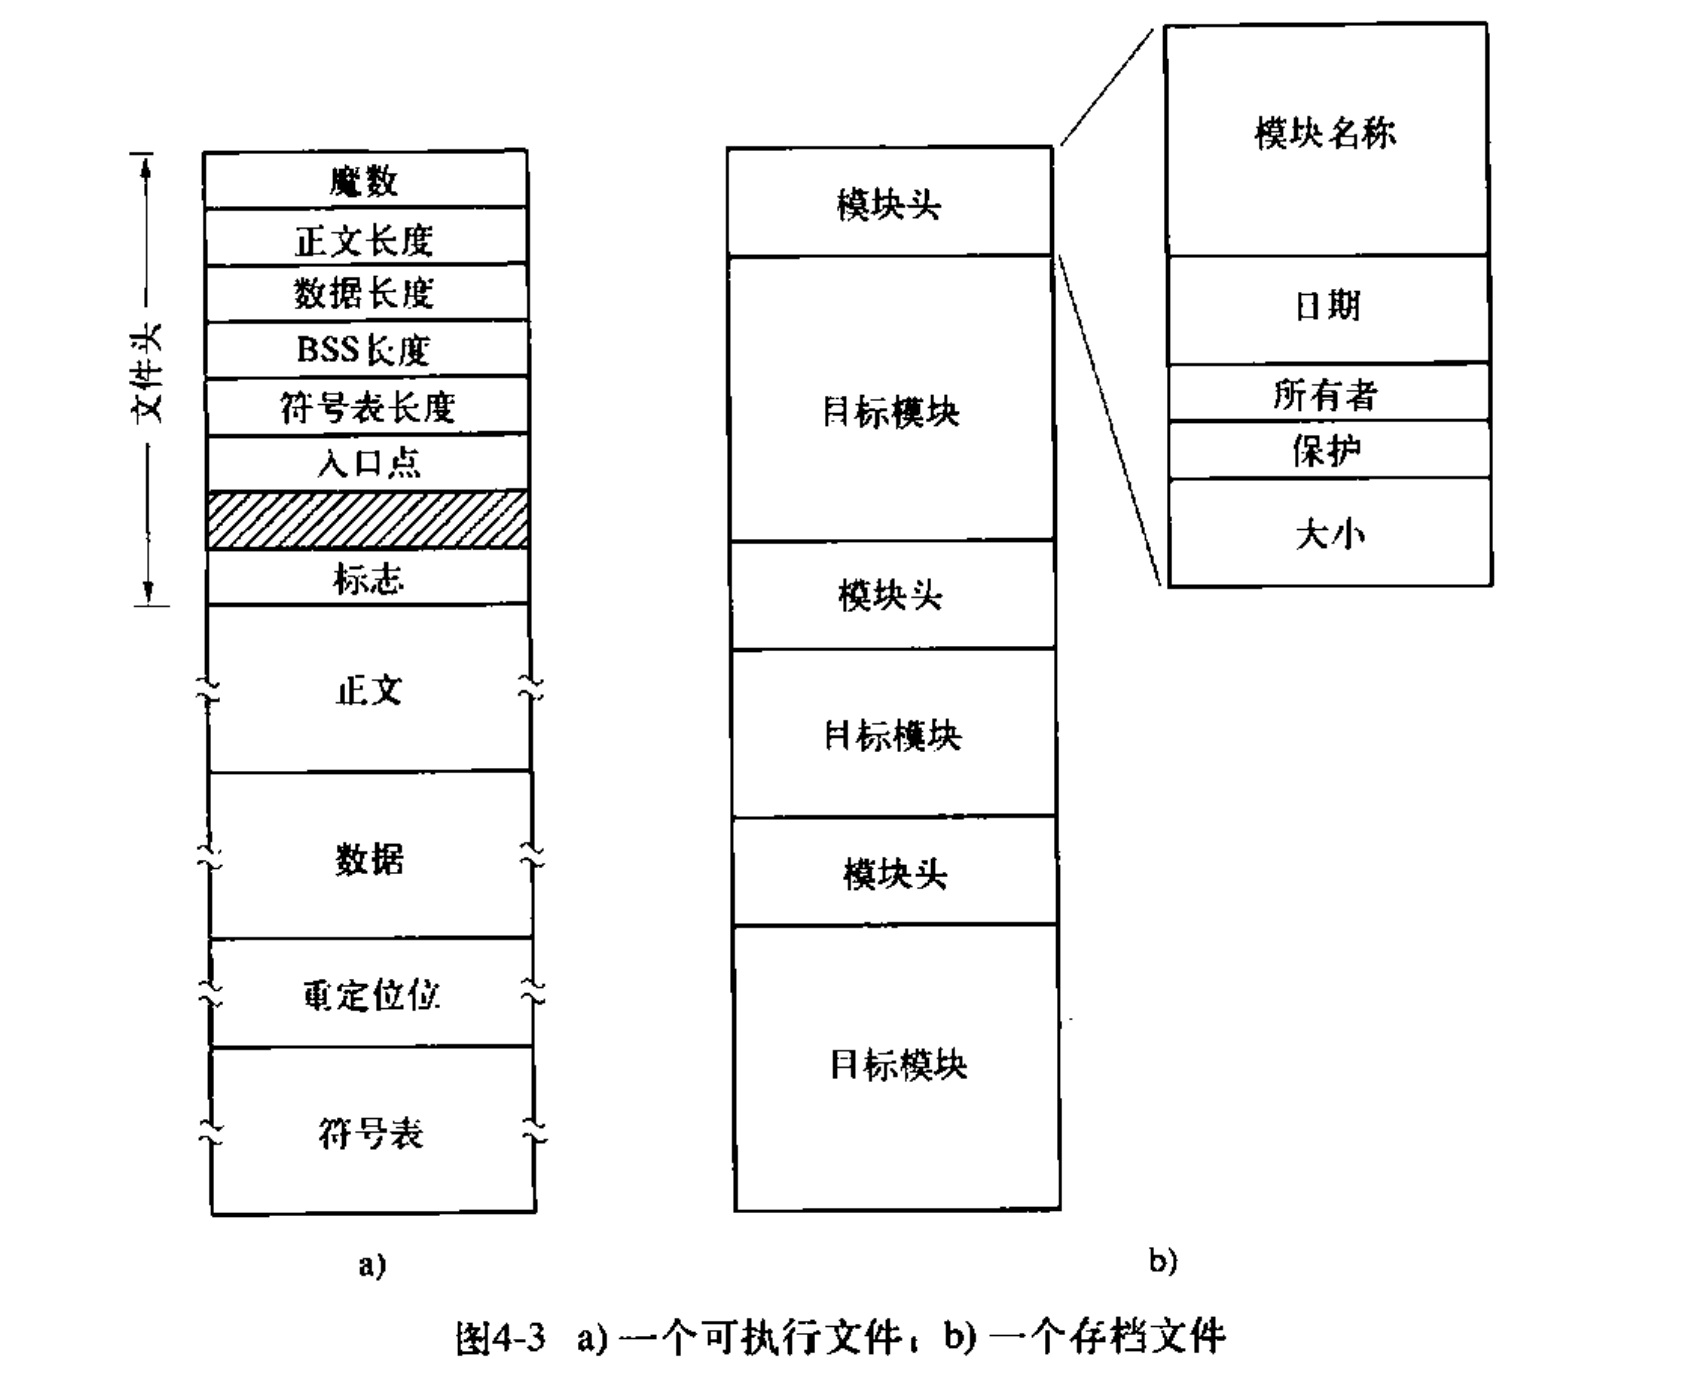 文件头
魔数
正文长度
数据长度
BSS长度
符号表长度
入口点
标志
正文
数据
重定位位
符号表
a)
模块头
目标模块
模块头
目标模块
模块头
目标模块
模块名称
日期
所有者
保护
大小
b)
图4-3 a) 一个可执行文件; b) 一个存档文件